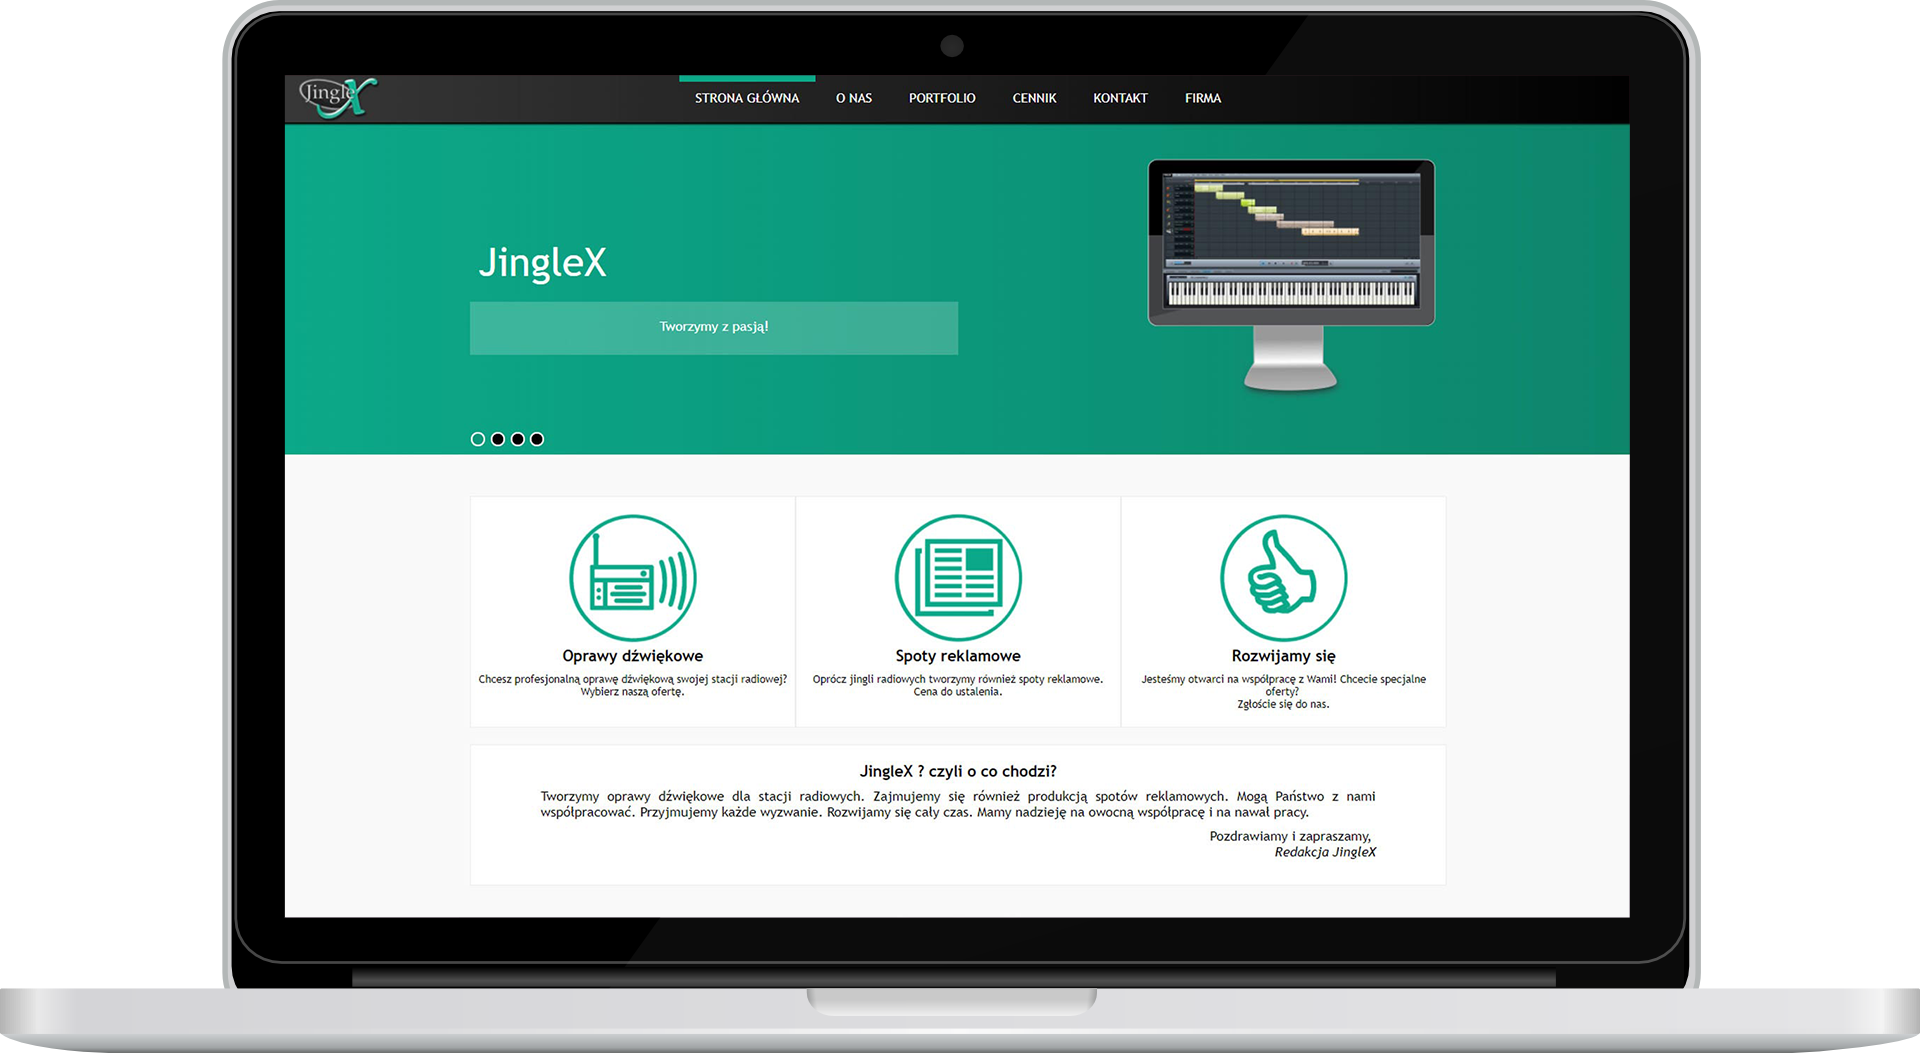 JingleX
STRONA GŁÓWNA O NAS PORTFOLIO CENNIK KONTAKT FIRMA
JingleX
Tworzymy z pasją!
Oprawy dźwiękowe
Chcesz profesjonalną oprawę dźwiękową swojej stacji radiowej?
Wybierz naszą ofertę.
Spoty reklamowe
Oprócz jingli radiowych tworzymy również spoty reklamowe.
Cena do ustalenia.
Rozwijamy się
Jesteśmy otwarci na współpracę z Wami! Chcecie specjalne
oferty?
Zgłoście się do nas.
JingleX ? czyli o co chodzi?
Tworzymy oprawy dźwiękowe dla stacji radiowych. Zajmujemy się również produkcją spotów reklamowych. Mogą Państwo z nami
współpracować. Przyjmujemy każde wyzwanie. Rozwijamy się cały czas. Mamy nadzieję na owocną współpracę i na nawał pracy.
Pozdrawiamy i zapraszamy,
Redakcja JingleX